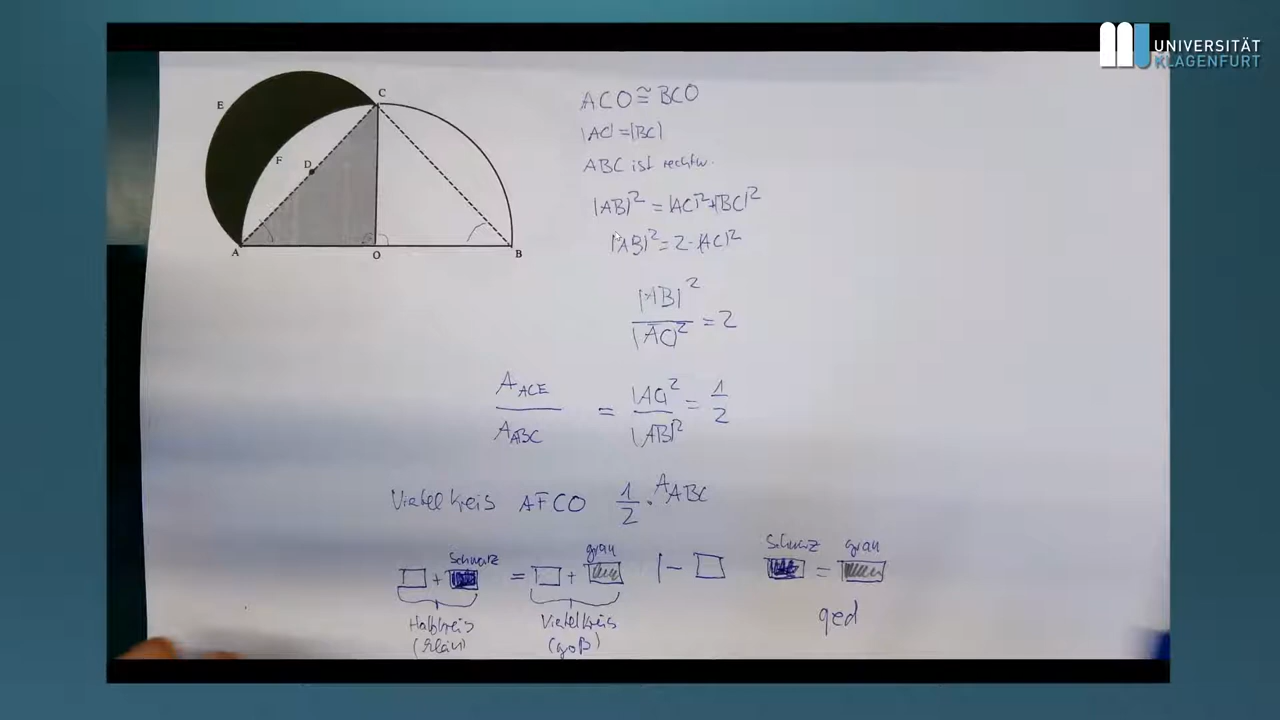 UNIVERSITÄT
KLAGENFURT
E
C
F
D
A
O
B
ACO ≅ BCO
|AC| = |BC|
ABC ist rechtw.
|AB|² = |AC|² + |BC|²
|AB|² = 2·|AC|²
|AB|²
|AC|² = 2
A_ACE
A_ABC
=
|AC|²
|AB|²
= 1/2
Viertelkreis AFCO 1/2 · A_ABC
schwarz
grau
Schwarz
grau
□ + ■ = □ + ▨ | − □
■ = ▨
Halbkreis
(klein)
Viertelkreis
(groß)
qed